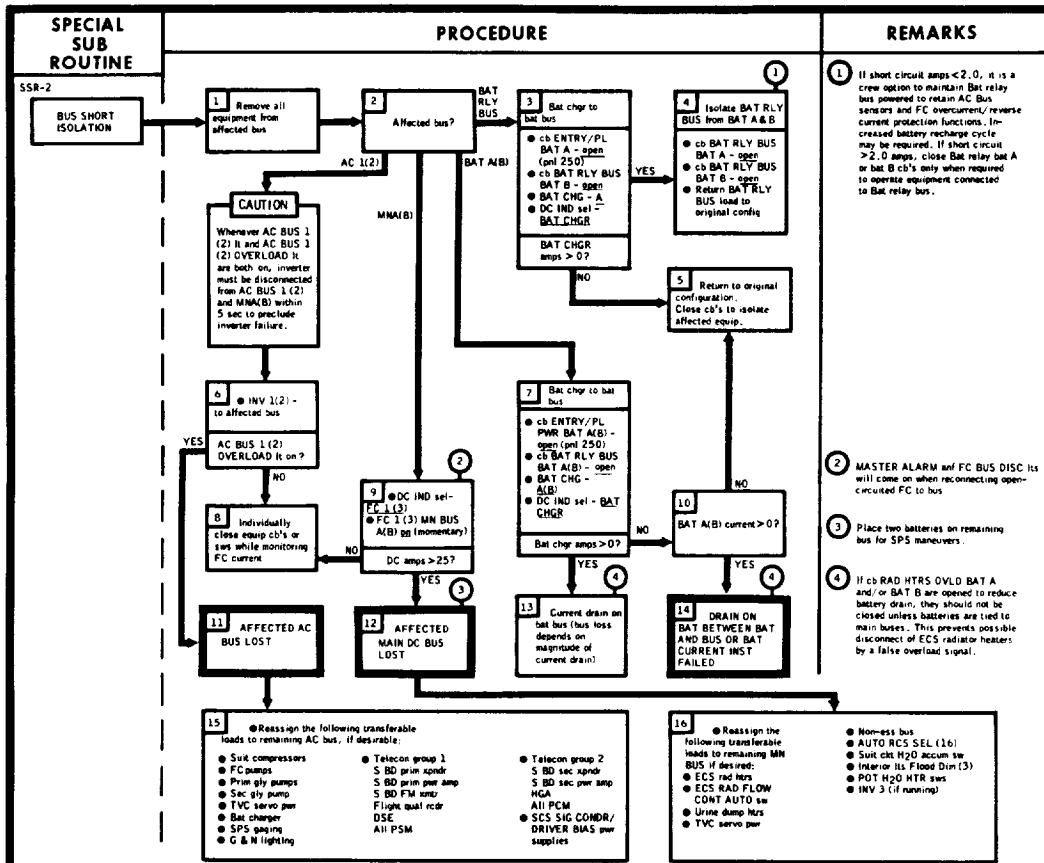 SPECIAL
SUB
ROUTINE
PROCEDURE
REMARKS
SSR-2
BUS SHORT
ISOLATION
1 Remove all
equipment from
affected bus
2
Affected bus?
BAT
RLY
BUS
AC 1(2)
MNA(B)
BAT A(B)
3 Bat chgr to
bat bus
● cb ENTRY/PL
BAT A - open
(pnl 250)
● cb BAT RLY BUS
BAT B - open
● BAT CHG - A
● DC IND sel -
BAT CHGR
BAT CHGR
amps > 0?
YES
NO
1
4 Isolate BAT RLY
BUS from BAT A & B
● cb BAT RLY BUS
BAT A - open
● cb BAT RLY BUS
BAT B - open
● Return BAT RLY
BUS load to
original config
5 Return to original
configuration.
Close cb's to isolate
affected equip.
CAUTION
Whenever AC BUS 1
(2) lt and AC BUS 1
(2) OVERLOAD lt
are both on, inverter
must be disconnected
from AC BUS 1 (2)
and MNA(B) within
5 sec to preclude
inverter failure.
6
● INV 1(2) -
to affected bus
AC BUS 1 (2)
OVERLOAD lt on?
YES
NO
7 Bat chgr to bat
bus
● cb ENTRY/PL
PWR BAT A(B) -
open (pnl 250)
● cb BAT RLY BUS
BAT A(B) - open
● BAT CHG -
A(B)
● DC IND sel - BAT
CHGR
Bat chgr amps > 0?
NO
YES
8 Individually
close equip cb's or
sws while monitoring
FC current
2
9 ● DC IND sel-
FC 1 (3)
● FC 1 (3) MN BUS
A(B) on (momentary)
DC amps > 25?
NO
YES
10
BAT A(B) current > 0?
NO
YES
11
AFFECTED AC
BUS LOST
3
12 AFFECTED
MAIN DC BUS
LOST
4
13
Current drain on
bat bus (bus loss
depends on
magnitude of
current drain)
4
14 DRAIN ON
BAT BETWEEN BAT
AND BUS OR BAT
CURRENT INST
FAILED
15
● Reassign the following transferable
loads to remaining AC bus, if desirable:
● Suit compressors
● FC pumps
● Prim gly pumps
● Sec gly pump
● TVC servo pwr
● Bat charger
● SPS gaging
● G & N lighting
● Telecon group 1
S BD prim xpndr
S BD prim pwr amp
S BD FM xmtr
Flight qual rcdr
DSE
All PSM
● Telecon group 2
S BD sec xpndr
S BD sec pwr amp
HGA
All PCM
● SCS SIG CONDR/
DRIVER BIAS pwr
supplies
16
● Reassign the
following transferable
loads to remaining MN
BUS if desired:
● ECS rad htrs
● ECS RAD FLOW
CONT AUTO sw
● Urine dump htrs
● TVC servo pwr
● Non-ess bus
● AUTO RCS SEL (16)
● Suit ckt H2O accum sw
● Interior lts Flood Dim (3)
● POT H2O HTR sws
● INV 3 (if running)
1 If short circuit amps < 2.0, it is a
crew option to maintain Bat relay
bus powered to retain AC Bus
sensors and FC overcurrent/reverse
current protection functions. In-
creased battery recharge cycle
may be required. If short circuit
> 2.0 amps, close Bat relay bat A
or bat B cb's only when required
to operate equipment connected
to Bat relay bus.
2 MASTER ALARM anf FC BUS DISC lts
will come on when reconnecting open-
circuited FC to bus
3 Place two batteries on remaining
bus for SPS maneuvers.
4 If cb RAD HTRS OVLD BAT A
and/or BAT B are opened to reduce
battery drain, they should not be
closed unless batteries are tied to
main buses. This prevents possible
disconnect of ECS radiator heaters
by a false overload signal.